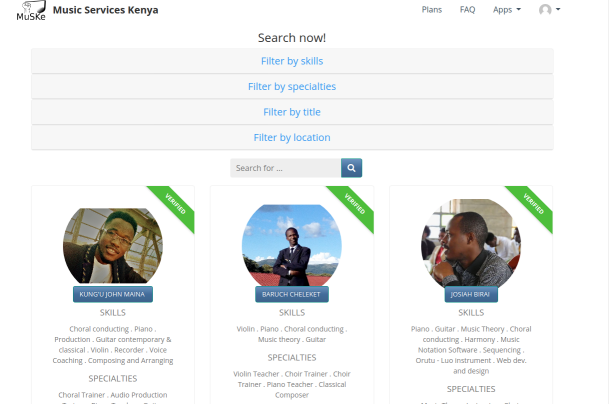 MuSKe
Music Services Kenya
Plans
FAQ
Apps
Search now!
Filter by skills
Filter by specialties
Filter by title
Filter by location
Search for ...
VERIFIED
KUNG'U JOHN MAINA
SKILLS
Choral conducting . Piano .
Production . Guitar contemporary &
classical . Violin . Recorder . Voice
Coaching . Composing and Arranging
SPECIALTIES
Choral Trainer . Audio Production
VERIFIED
BARUCH CHELEKET
SKILLS
Violin . Piano . Choral conducting .
Music theory . Guitar
SPECIALTIES
Violin Teacher . Choir Trainer . Choir
Trainer . Piano Teacher . Classical
Composer
VERIFIED
JOSIAH BIRAI
SKILLS
Piano . Guitar . Music Theory . Choral
conducting . Harmony . Music
Notation Software . Sequencing .
Orutu - Luo instrument . Web dev.
and design
SPECIALTIES